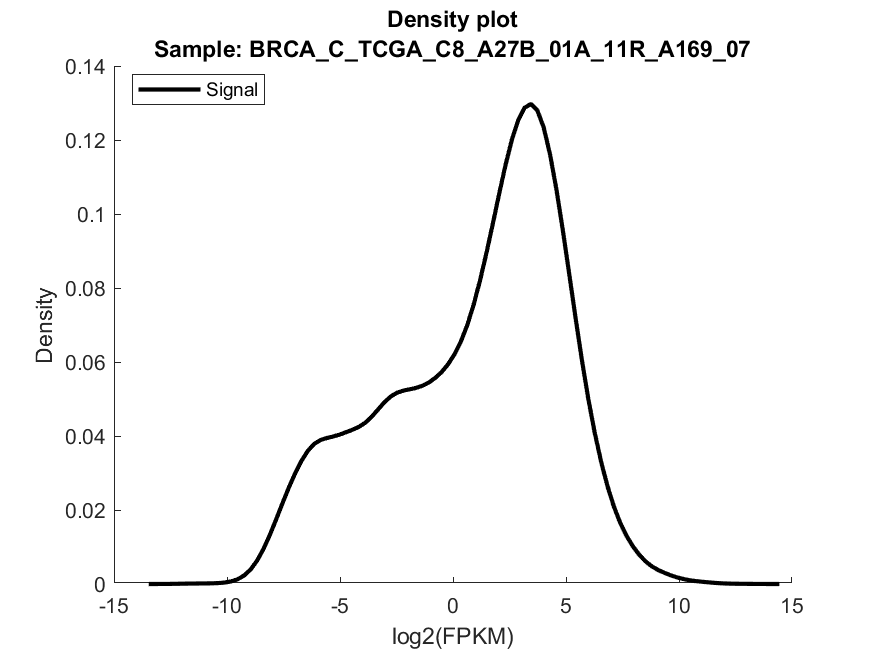 Density plot
Sample: BRCA_C_TCGA_C8_A27B_01A_11R_A169_07
Signal
0.14
0.12
0.1
0.08
0.06
0.04
0.02
0
Density
-15 -10 -5 0 5 10 15
log2(FPKM)